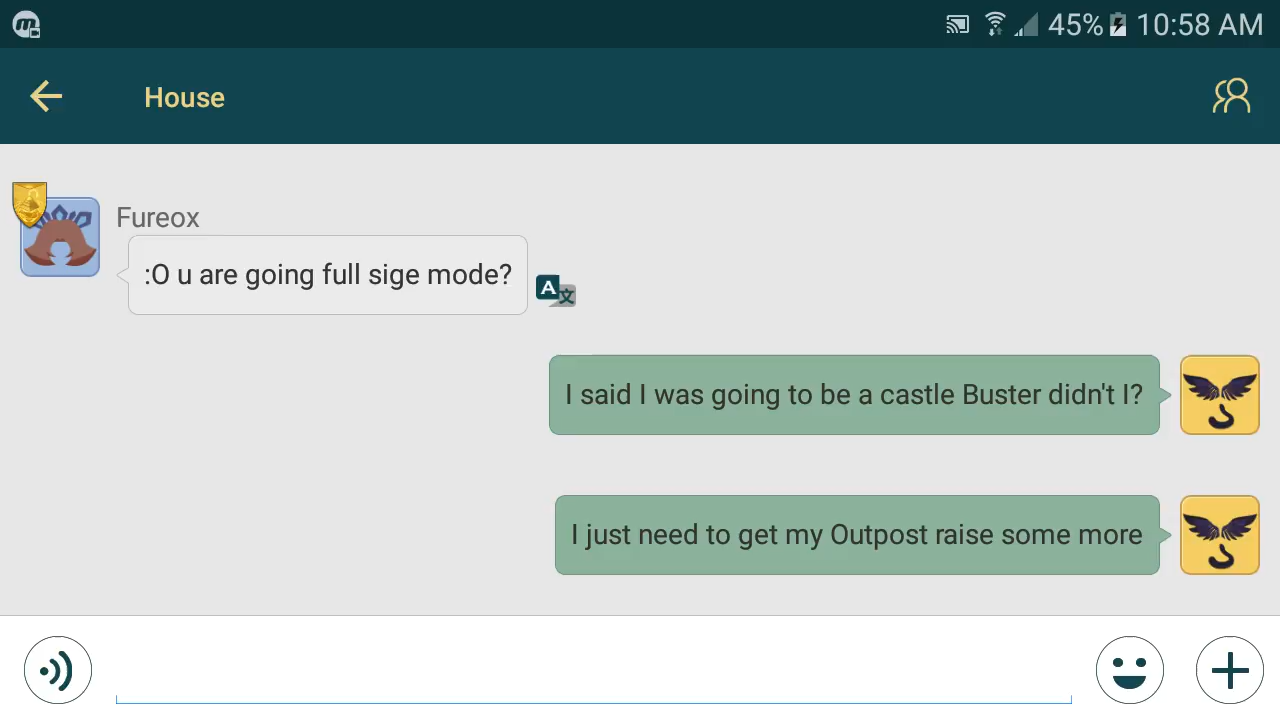 45% 10:58 AM
House
Fureox
:O u are going full sige mode?
A 文
I said I was going to be a castle Buster didn't I?
I just need to get my Outpost raise some more